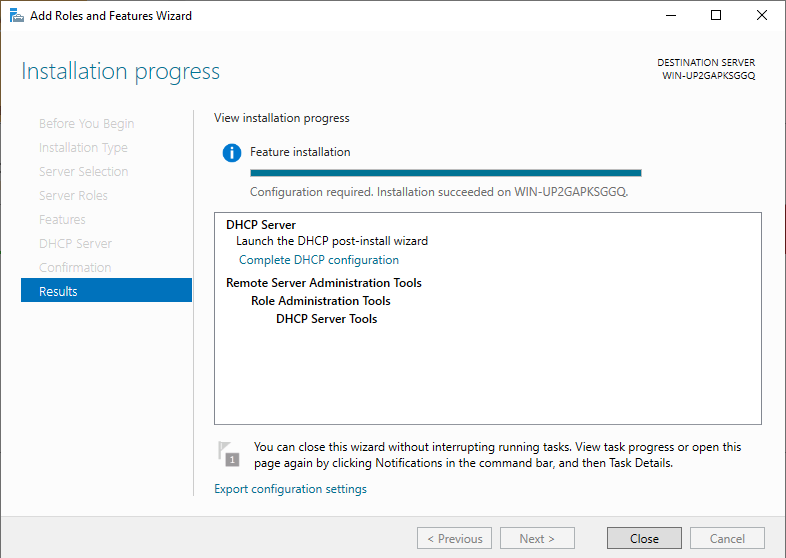 Add Roles and Features Wizard
Installation progress
DESTINATION SERVER
WIN-UP2GAPKSGGQ
Before You Begin
Installation Type
Server Selection
Server Roles
Features
DHCP Server
Confirmation
Results
View installation progress
Feature installation
Configuration required. Installation succeeded on WIN-UP2GAPKSGGQ.
DHCP Server
Launch the DHCP post-install wizard
Complete DHCP configuration
Remote Server Administration Tools
Role Administration Tools
DHCP Server Tools
1
You can close this wizard without interrupting running tasks. View task progress or open this
page again by clicking Notifications in the command bar, and then Task Details.
Export configuration settings
< Previous
Next >
Close
Cancel